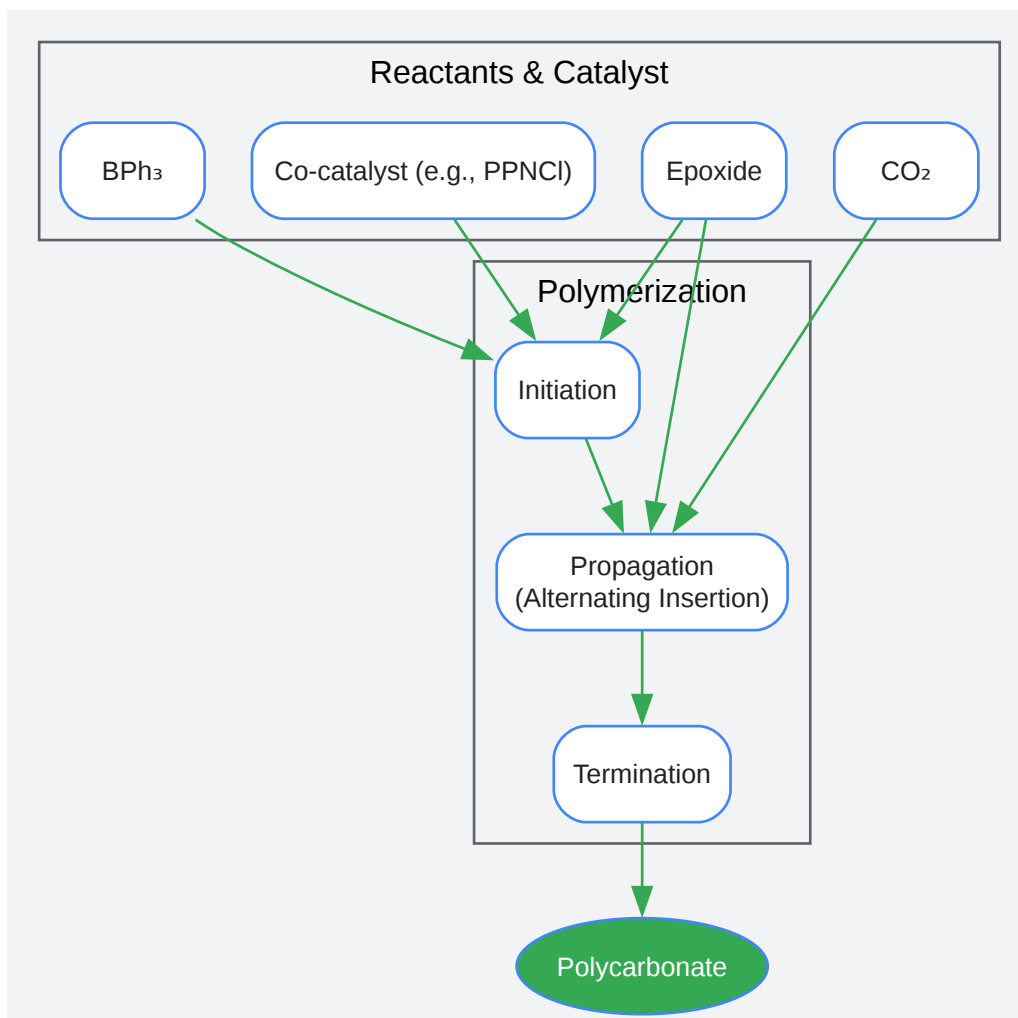 Reactants & Catalyst
BPh₃
Co-catalyst (e.g., PPNCl)
Epoxide
CO₂
Polymerization
Initiation
Propagation
(Alternating Insertion)
Termination
Polycarbonate